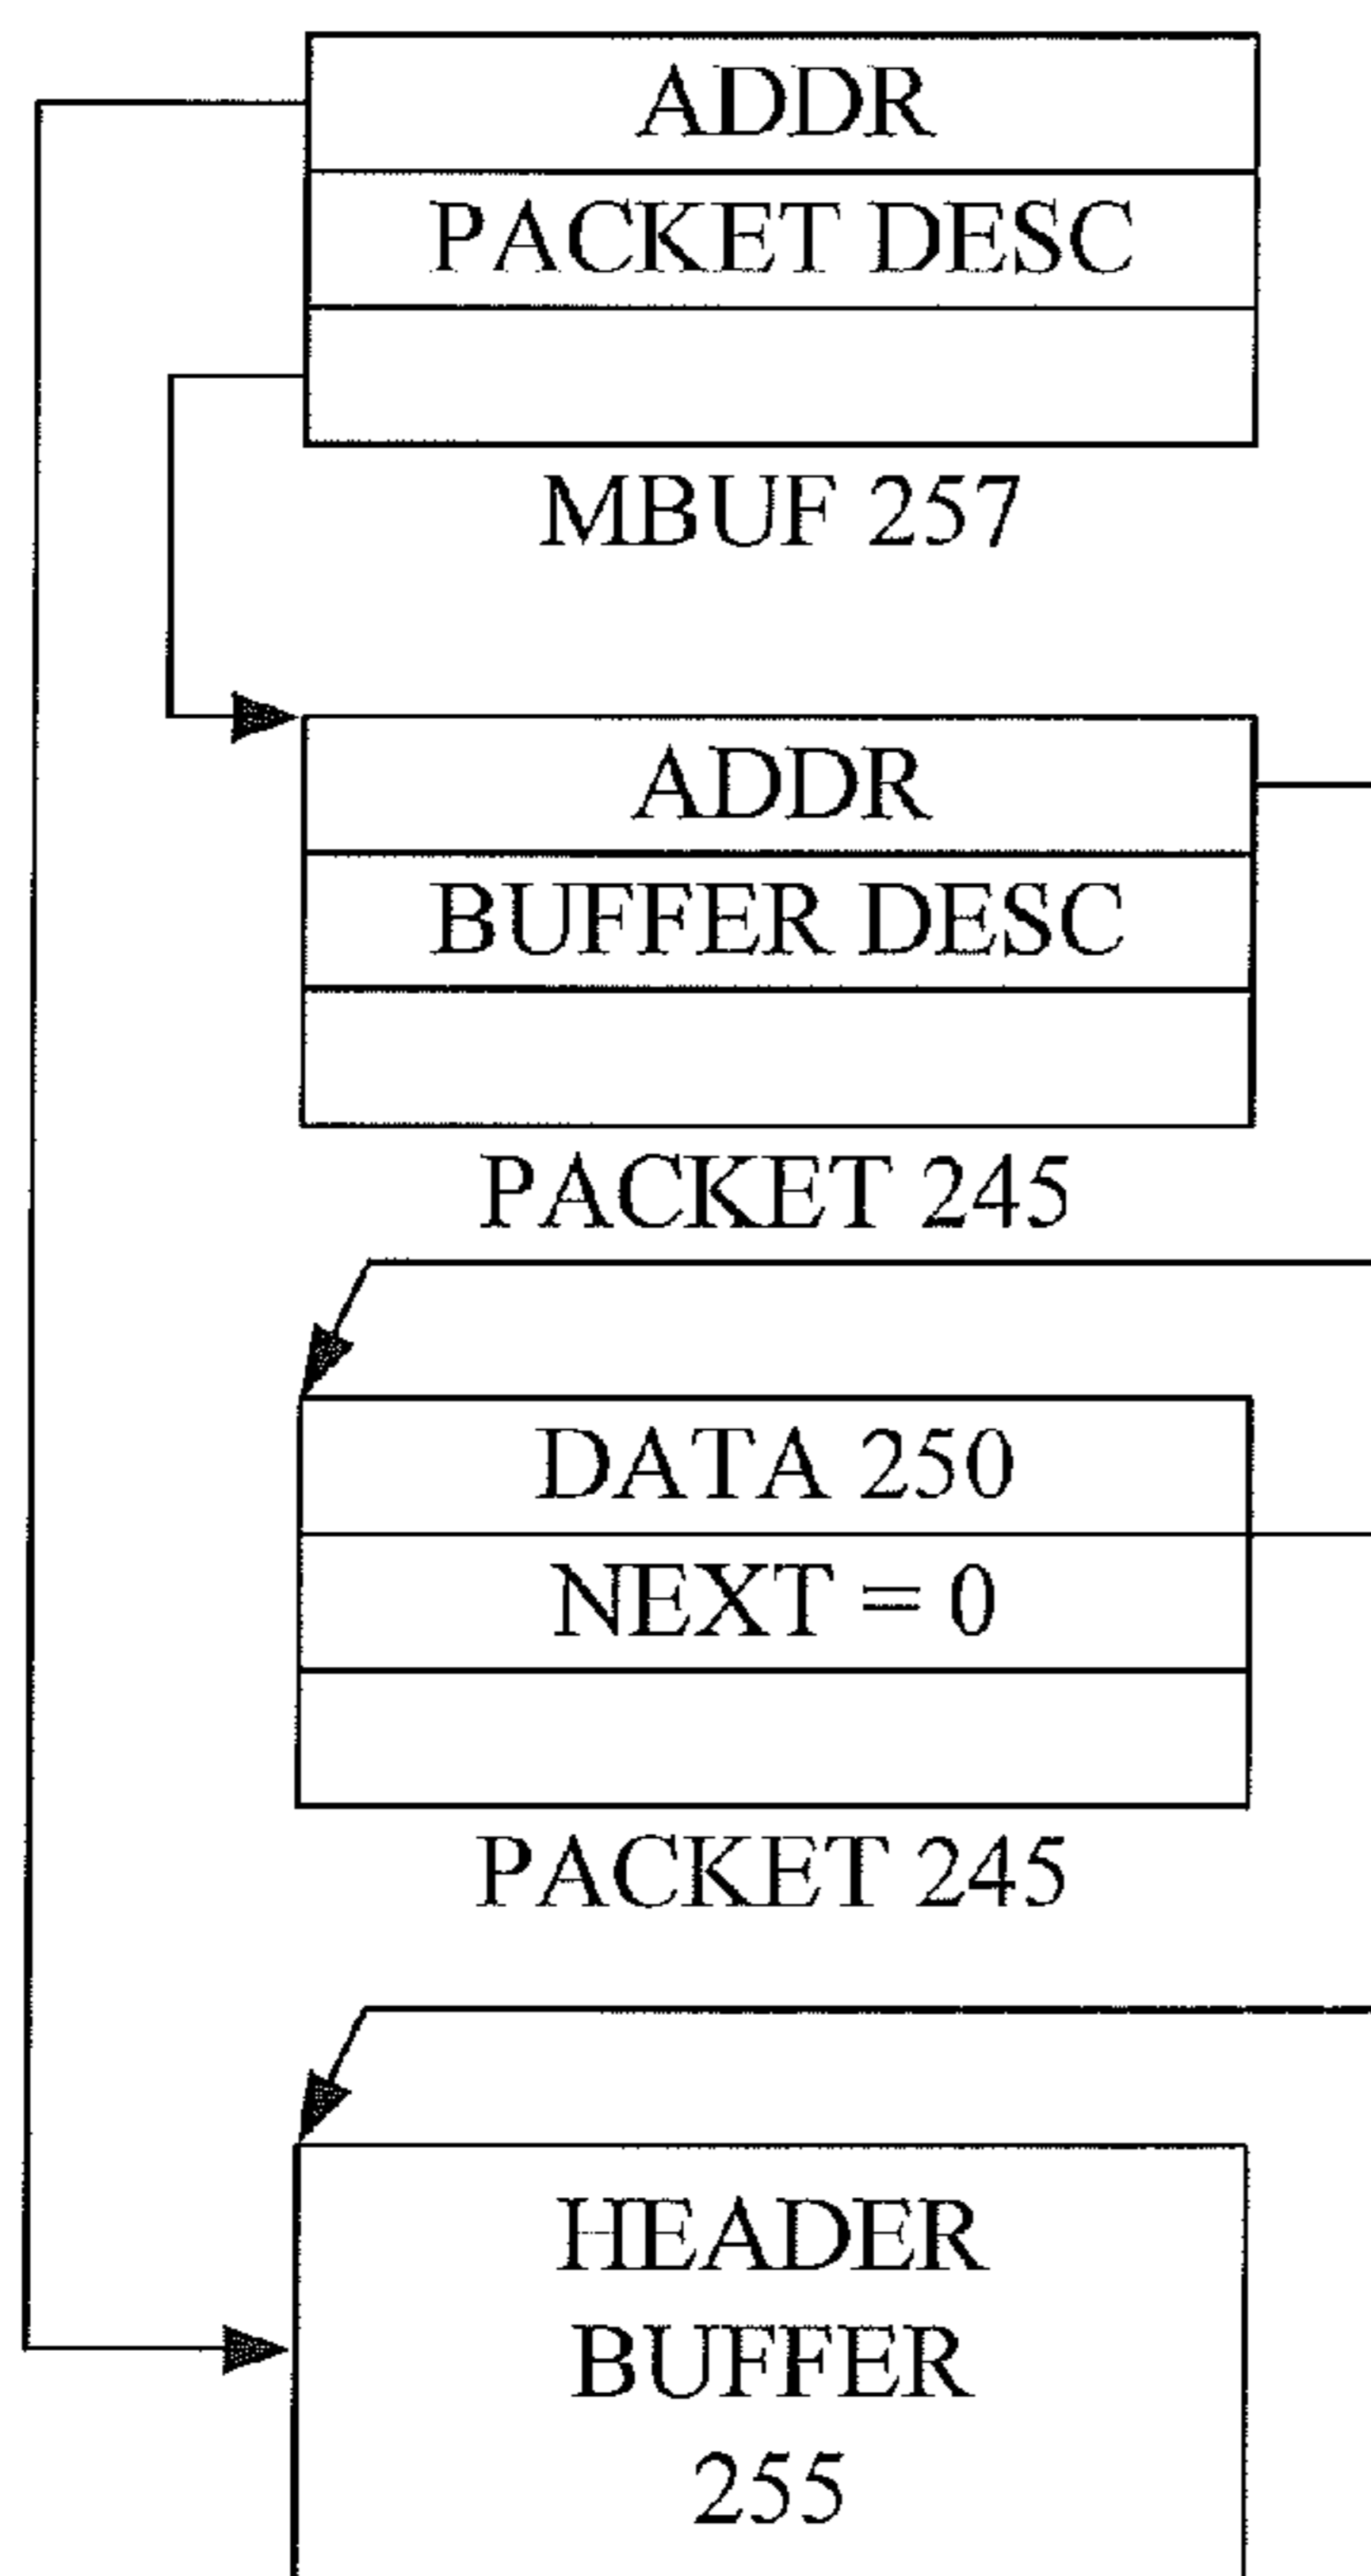 ADDR
PACKET DESC
MBUF 257
ADDR
BUFFER DESC
PACKET 245
DATA 250
NEXT = 0
PACKET 245
HEADER
BUFFER
255